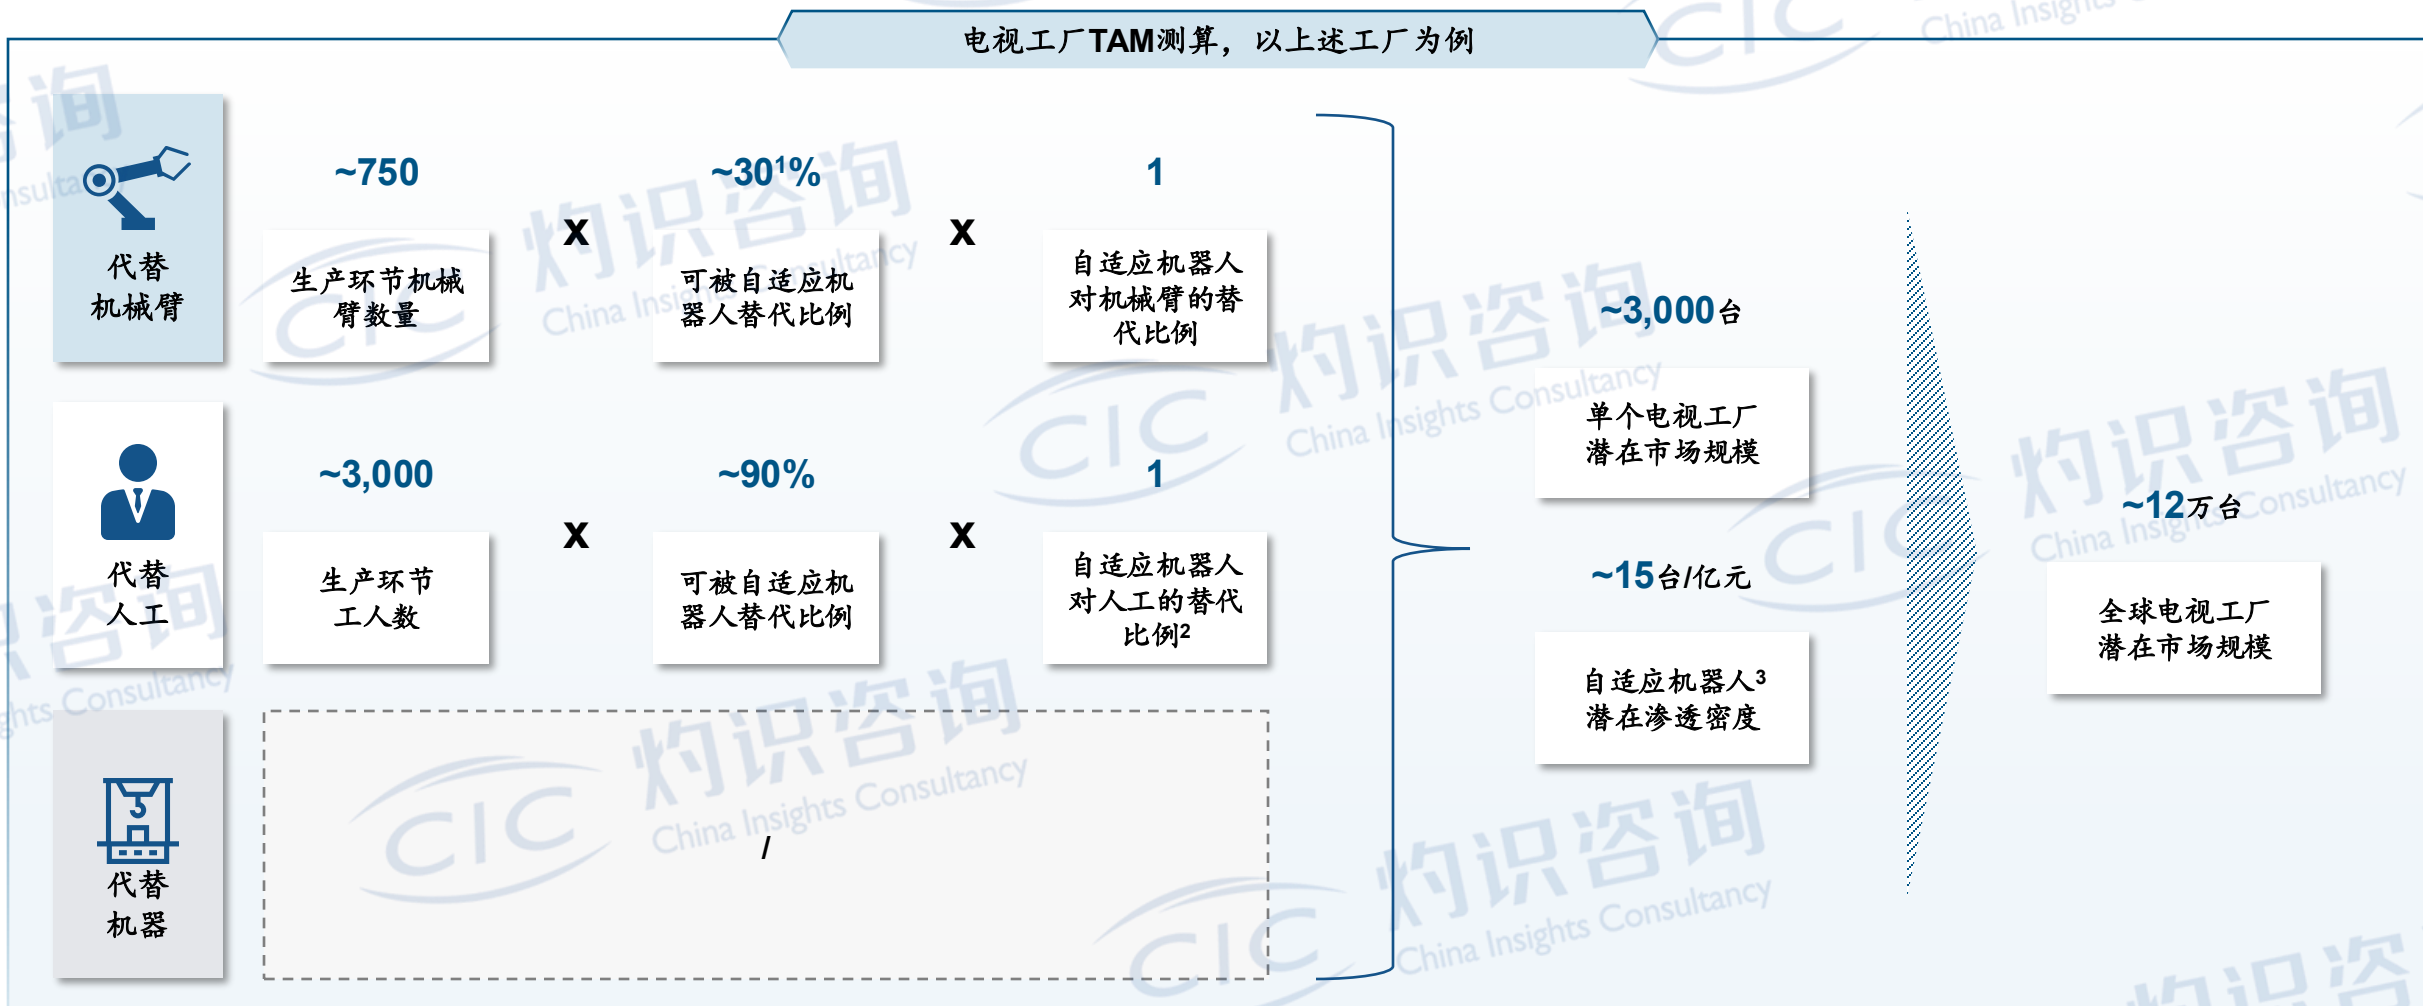 电视工厂TAM测算，以上述工厂为例
代替
机械臂
~750
生产环节机械
臂数量
x
~30¹%
可被自适应机
器人替代比例
x
1
自适应机器人
对机械臂的替
代比例
代替
人工
~3,000
生产环节
工人数
x
~90%
可被自适应机
器人替代比例
x
1
自适应机器人
对人工的替代
比例²
代替
机器
/
~3,000台
单个电视工厂
潜在市场规模
~15台/亿元
自适应机器人³
潜在渗透密度
~12万台
全球电视工厂
潜在市场规模
CIC 灼识咨询
China Insights Consultancy